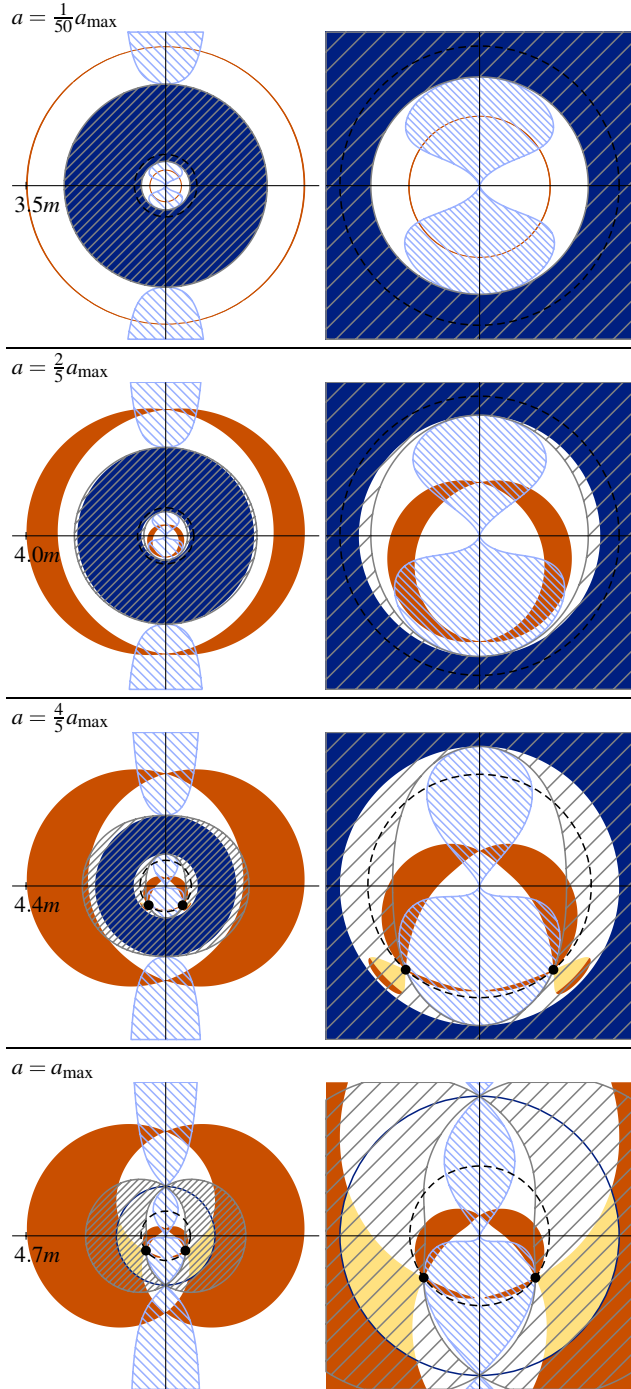 a = 1/50 a_max
3.5m
a = 2/5 a_max
4.0m
a = 4/5 a_max
4.4m
a = a_max
4.7m